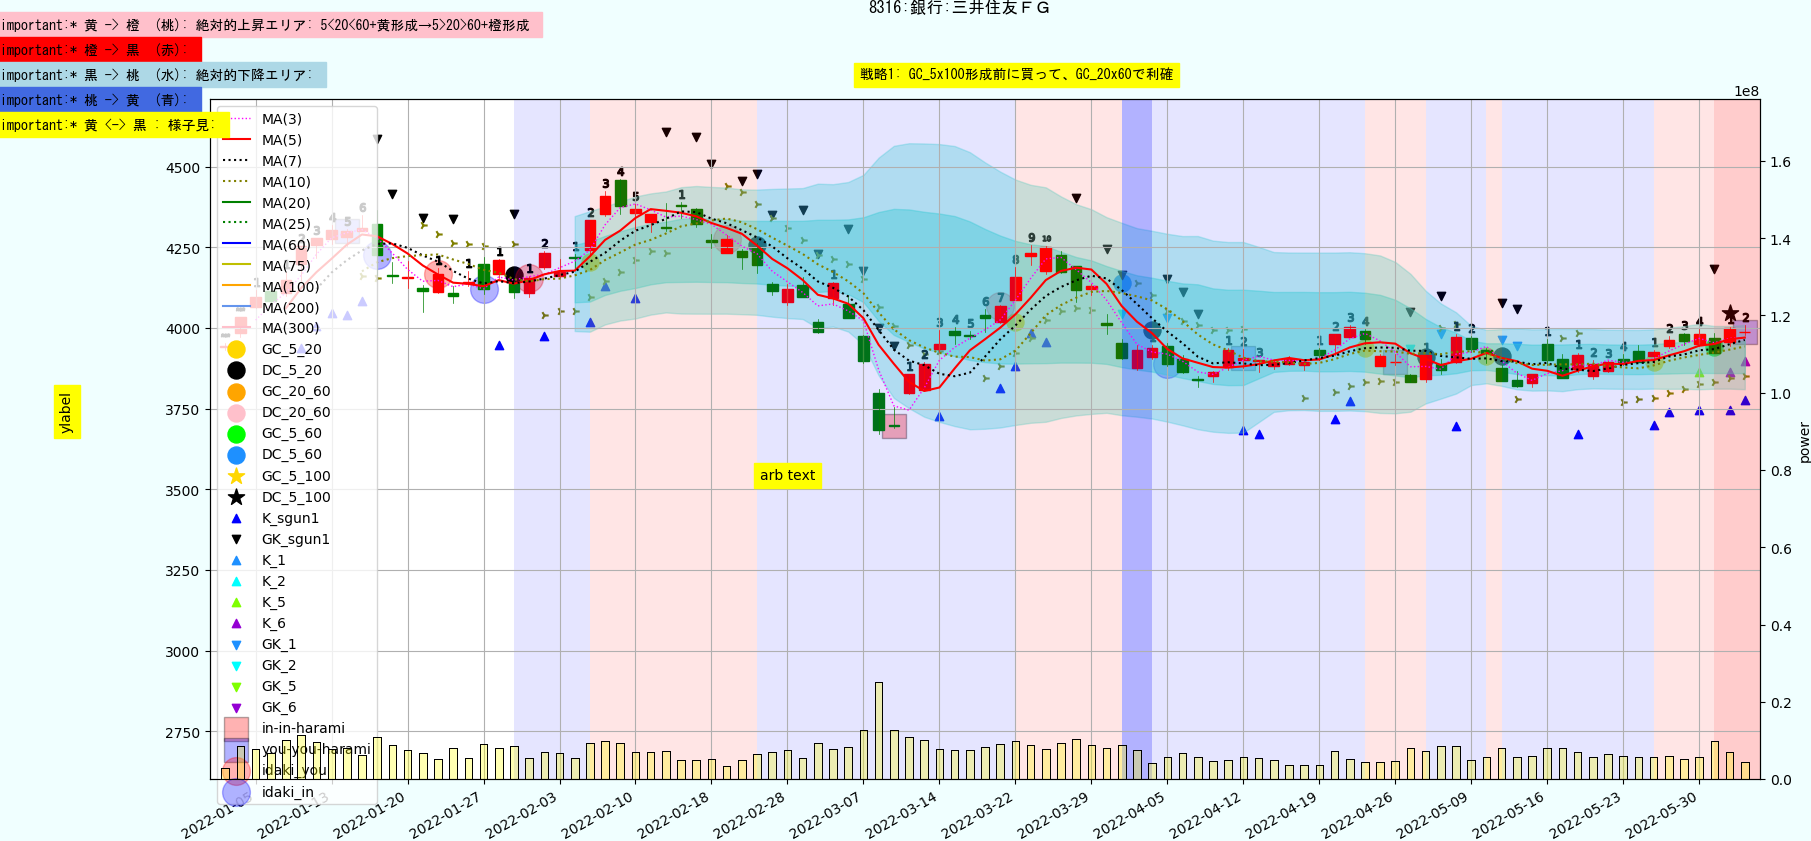 8316:銀行:三井住友ＦＧ
important:* 黄 -> 橙 (桃): 絶対的上昇エリア: 5<20<60+黄形成→5>20>60+橙形成
important:* 橙 -> 黒 (赤):
important:* 黒 -> 桃 (水): 絶対的下降エリア:
戦略1: GC_5x100形成前に買って、GC_20x60で利確
important:* 桃 -> 黄 (青):
important:* 黄 <-> 黒 : 様子見:
1e8
MA(3)
MA(5)
MA(7)
MA(10)
MA(20)
MA(25)
MA(60)
MA(75)
MA(100)
MA(200)
MA(300)
GC_5_20
DC_5_20
GC_20_60
DC_20_60
GC_5_60
DC_5_60
GC_5_100
DC_5_100
K_sgun1
GK_sgun1
K_1
K_2
K_5
K_6
GK_1
GK_2
GK_5
GK_6
in-in-harami
you-you-harami
idaki_you
idaki_in
4500
4250
4000
3750
3500
3250
3000
2750
ylabel
arb text
1.6
1.4
1.2
1.0
0.8
0.6
0.4
0.2
0.0
power
2022-01-05
2022-01-13
2022-01-20
2022-01-27
2022-02-03
2022-02-10
2022-02-18
2022-02-28
2022-03-07
2022-03-14
2022-03-22
2022-03-29
2022-04-05
2022-04-12
2022-04-19
2022-04-26
2022-05-09
2022-05-16
2022-05-23
2022-05-30